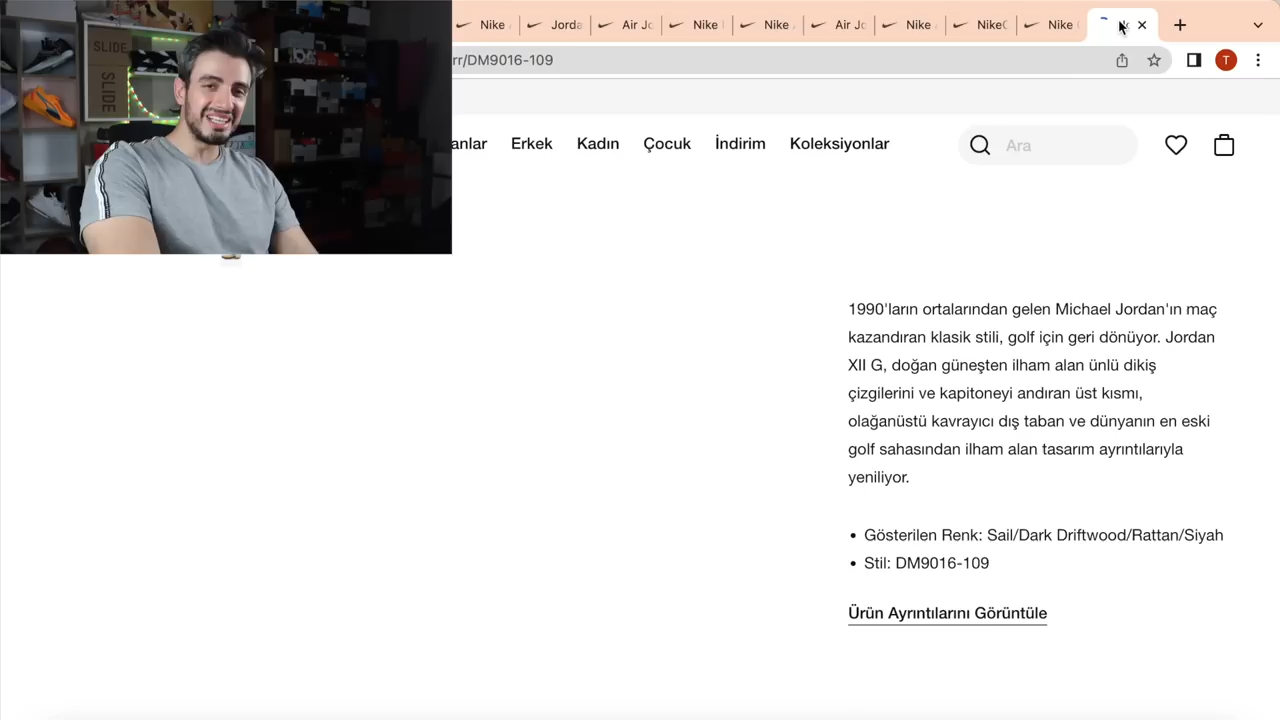 SLIDE
SLIDE
Nike
Jorda
Air Jo
Nike
Nike
Air Jo
Nike
NikeC
Nike
rr/DM9016-109
T
anlar
Erkek
Kadın
Çocuk
İndirim
Koleksiyonlar
Ara
1990'ların ortalarından gelen Michael Jordan'ın maç
kazandıran klasik stili, golf için geri dönüyor. Jordan
XII G, doğan güneşten ilham alan ünlü dikiş
çizgilerini ve kapitoneyi andıran üst kısmı,
olağanüstü kavrayıcı dış taban ve dünyanın en eski
golf sahasından ilham alan tasarım ayrıntılarıyla
yeniliyor.
• Gösterilen Renk: Sail/Dark Driftwood/Rattan/Siyah
• Stil: DM9016-109
Ürün Ayrıntılarını Görüntüle